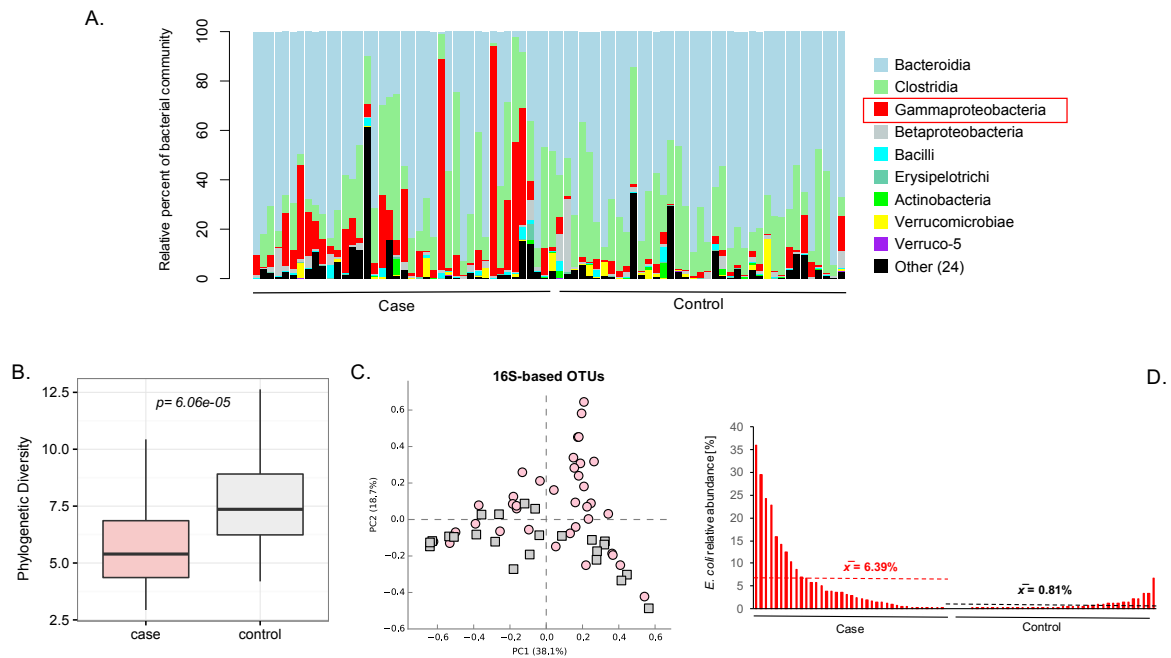 A.
Relative percent of bacterial community
100
80
60
40
20
0
Case
Control
Bacteroidia
Clostridia
Gammaproteobacteria
Betaproteobacteria
Bacilli
Erysipelotrichi
Actinobacteria
Verrucomicrobiae
Verruco-5
Other (24)
B.
Phylogenetic Diversity
12.5
10.0
7.5
5.0
2.5
p= 6.06e-05
case
control
C.
16S-based OTUs
PC2 (18,7%)
0.6
0.4
0.2
0.0
−0.2
−0.4
−0.6
−0.6
−0.4
−0.2
0.0
0.2
0.4
0.6
PC1 (38,1%)
D.
E. coli relative abundance [%]
40
35
30
25
20
15
10
5
0
x̄ = 6.39%
x̄ = 0.81%
Case
Control